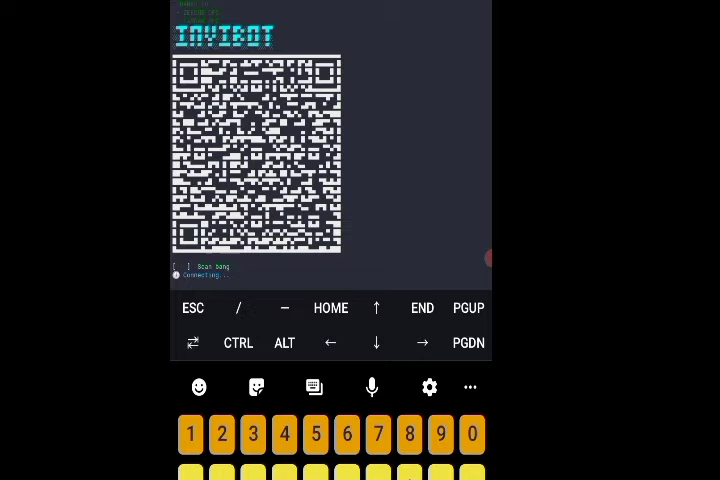 INVIBOT
[   ] Scan bang
Connecting...
ESC / — HOME ↑ END PGUP
⇄ CTRL ALT ← ↓ → PGDN
1 2 3 4 5 6 7 8 9 0